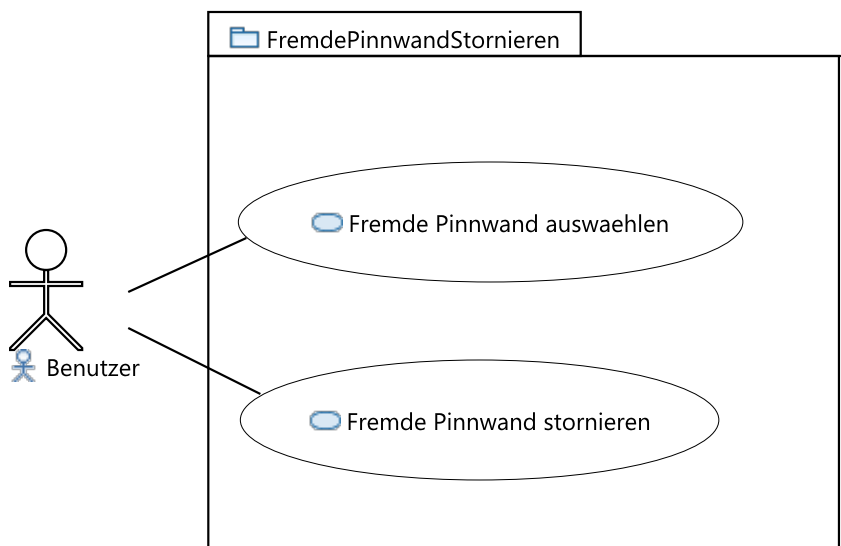 FremdePinnwandStornieren
Fremde Pinnwand auswaehlen
Benutzer
Fremde Pinnwand stornieren